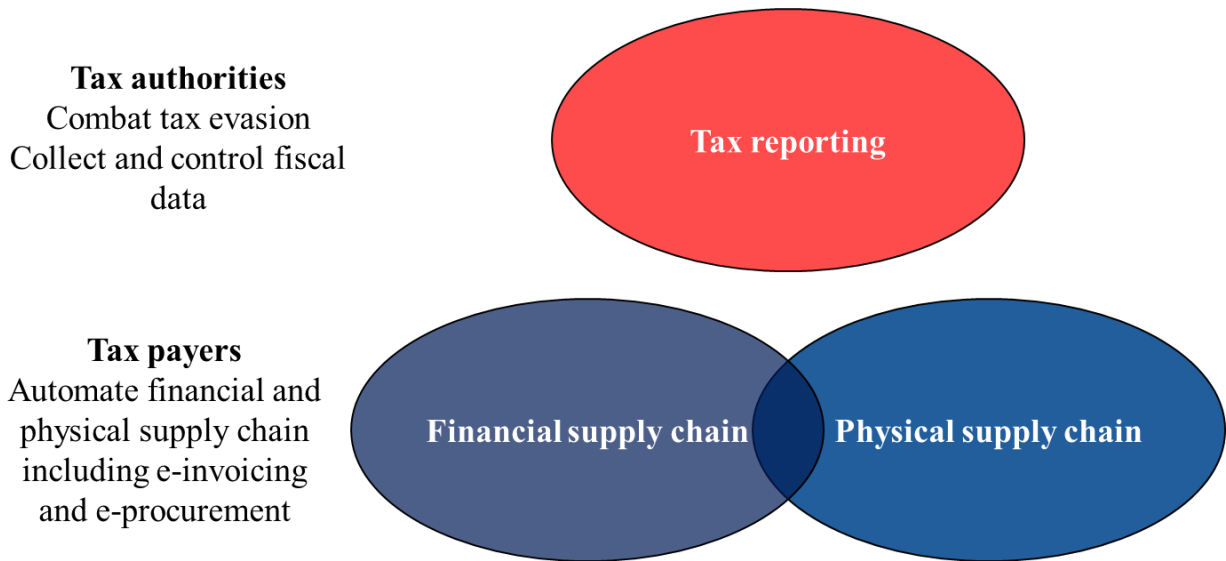 Tax authorities
Combat tax evasion
Collect and control fiscal
data
Tax reporting
Tax payers
Automate financial and
physical supply chain
including e-invoicing
and e-procurement
Financial supply chain
Physical supply chain